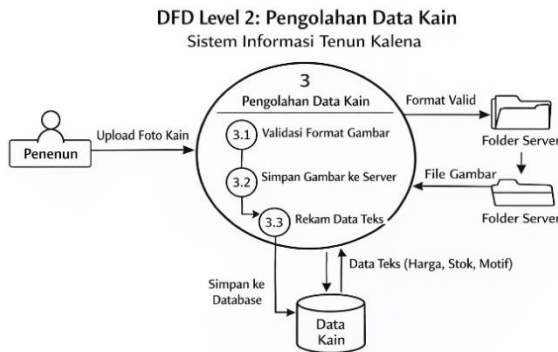 DFD Level 2: Pengolahan Data Kain
Sistem Informasi Tenun Kalena
3
Pengolahan Data Kain
3.1 Validasi Format Gambar
3.2 Simpan Gambar ke Server
3.3 Rekam Data Teks
Penenun
Upload Foto Kain
Format Valid
Folder Server
File Gambar
Folder Server
Data Teks (Harga, Stok, Motif)
Simpan ke
Database
Data
Kain